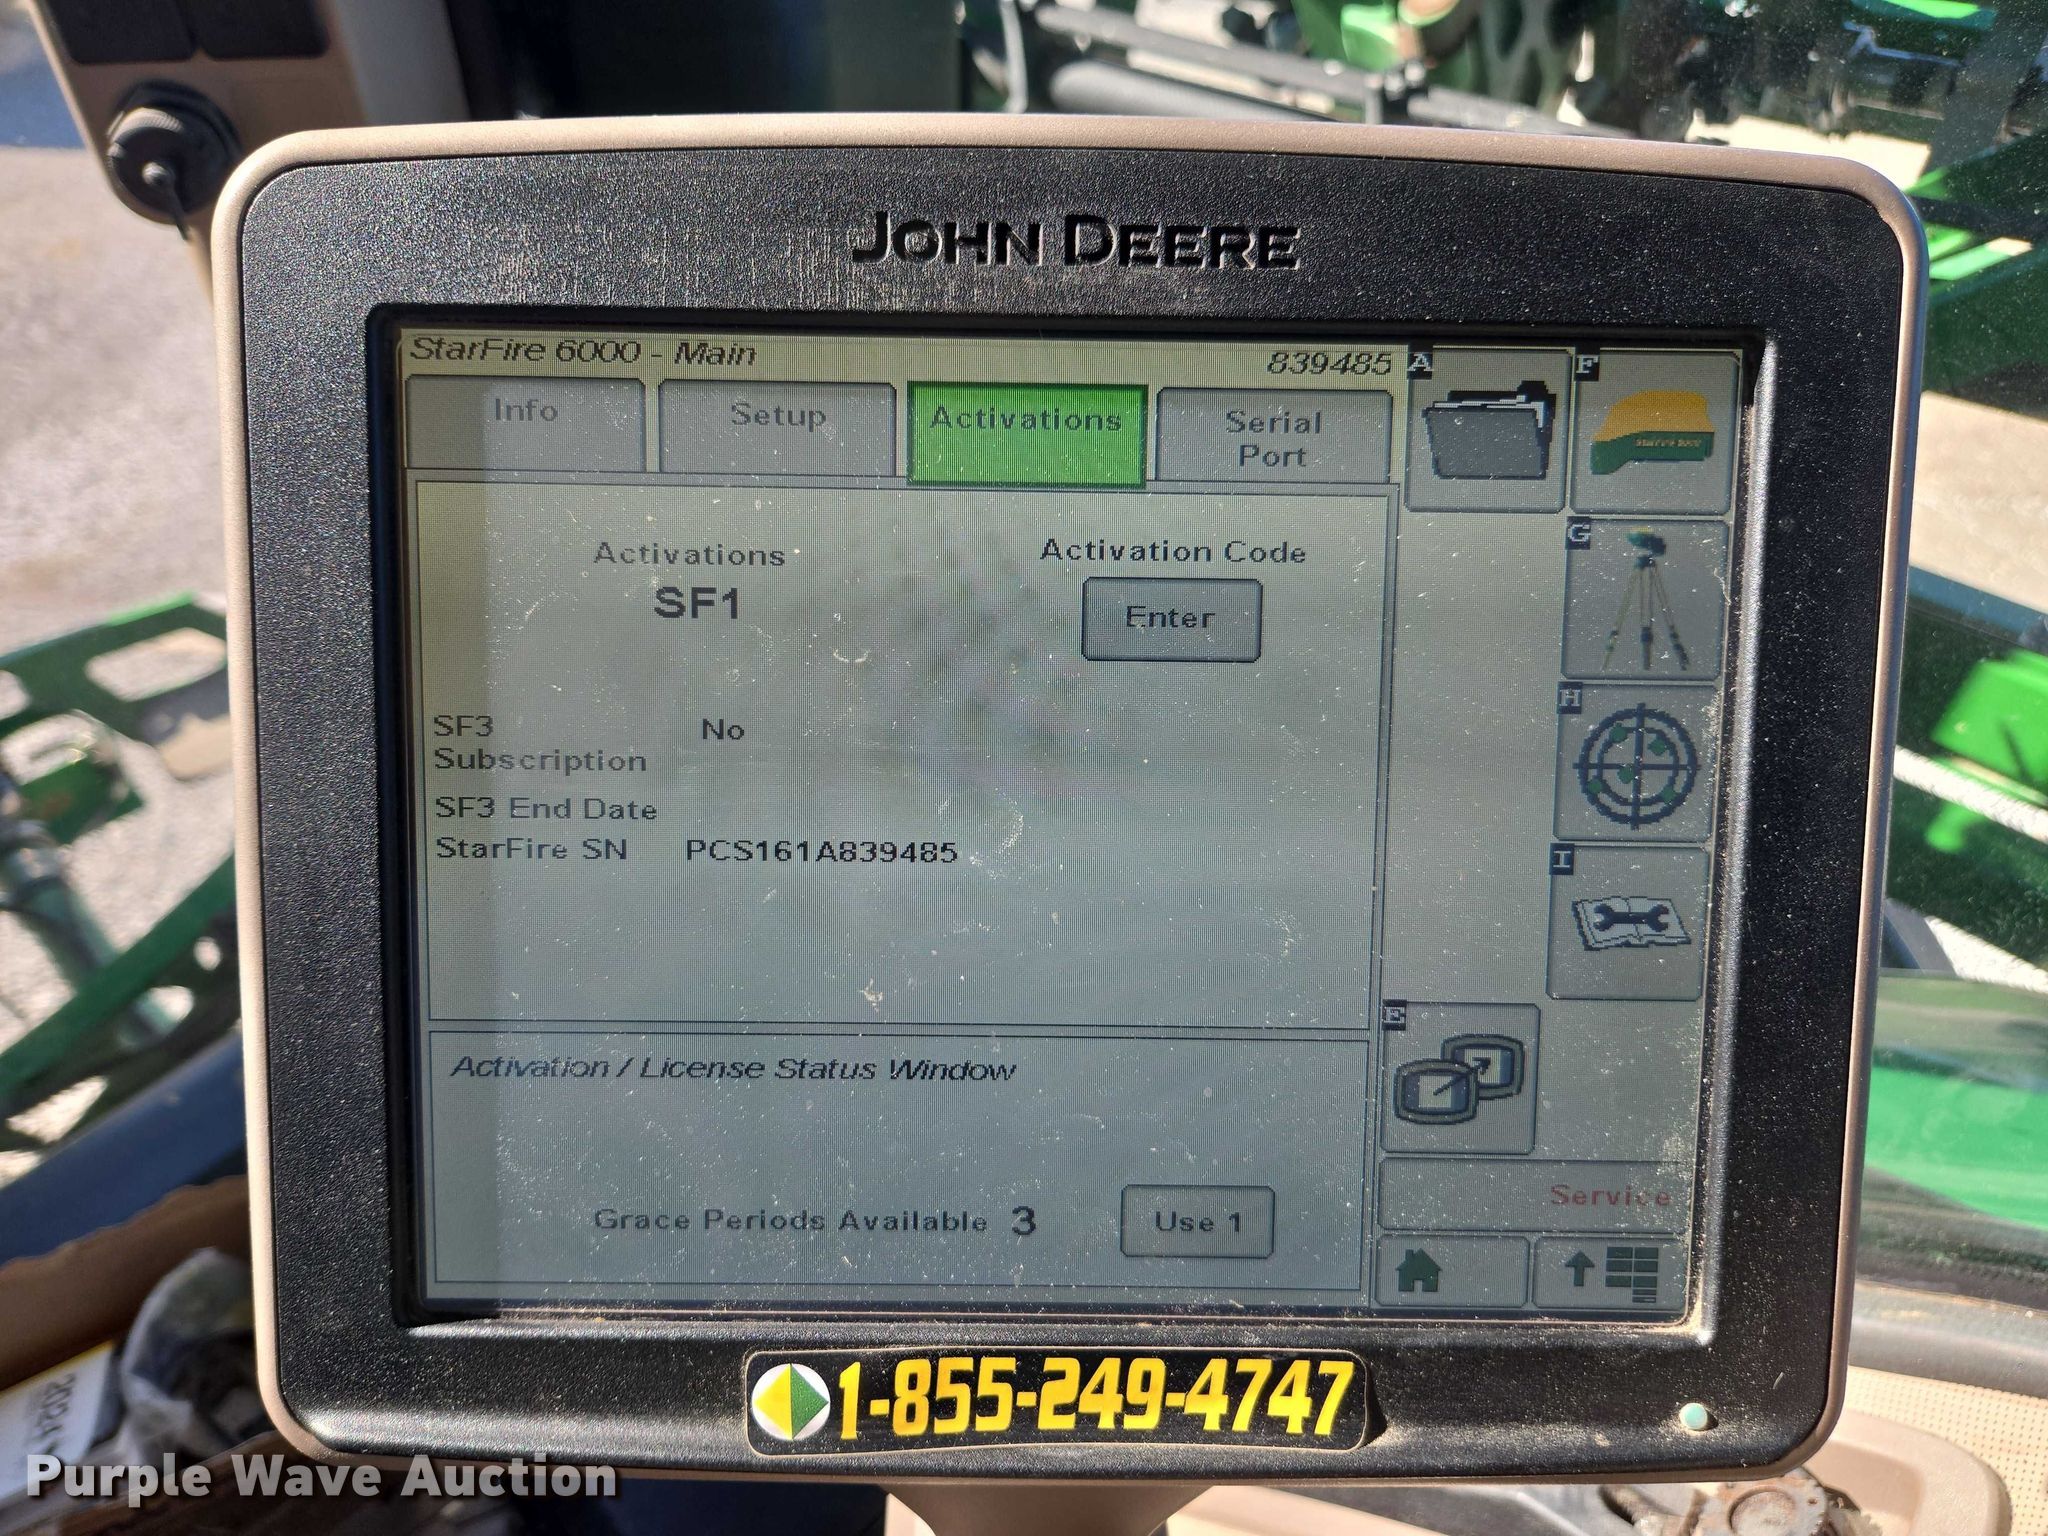 JOHN DEERE
StarFire 6000 - Main
839485
A
F
Info
Setup
Activations
Serial
Port
G
Activations
Activation Code
SF1
Enter
H
SF3
Subscription
No
SF3 End Date
StarFire SN
PCS161A839485
I
E
Activation / License Status Window
Service
Grace Periods Available 3
Use 1
1-855-249-4747
Purple Wave Auction